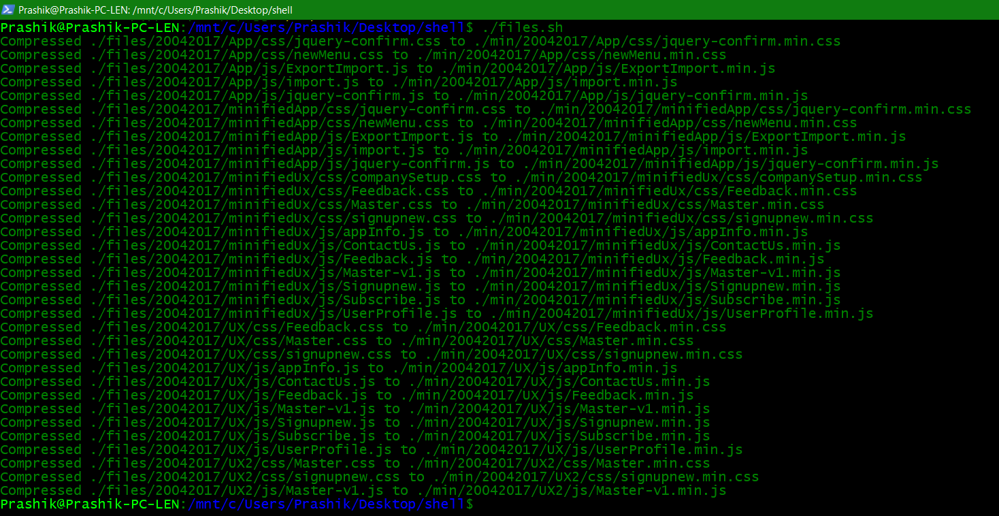 Prashik@Prashik-PC-LEN: /mnt/c/Users/Prashik/Desktop/shell
Prashik@Prashik-PC-LEN:/mnt/c/Users/Prashik/Desktop/shell$ ./files.sh
Compressed ./files/20042017/App/css/jquery-confirm.css to ./min/20042017/App/css/jquery-confirm.min.css
Compressed ./files/20042017/App/css/newMenu.css to ./min/20042017/App/css/newMenu.min.css
Compressed ./files/20042017/App/js/ExportImport.js to ./min/20042017/App/js/ExportImport.min.js
Compressed ./files/20042017/App/js/import.js to ./min/20042017/App/js/import.min.js
Compressed ./files/20042017/App/js/jquery-confirm.js to ./min/20042017/App/js/jquery-confirm.min.js
Compressed ./files/20042017/minifiedApp/css/jquery-confirm.css to ./min/20042017/minifiedApp/css/jquery-confirm.min.css
Compressed ./files/20042017/minifiedApp/css/newMenu.css to ./min/20042017/minifiedApp/css/newMenu.min.css
Compressed ./files/20042017/minifiedApp/js/ExportImport.js to ./min/20042017/minifiedApp/js/ExportImport.min.js
Compressed ./files/20042017/minifiedApp/js/import.js to ./min/20042017/minifiedApp/js/import.min.js
Compressed ./files/20042017/minifiedApp/js/jquery-confirm.js to ./min/20042017/minifiedApp/js/jquery-confirm.min.js
Compressed ./files/20042017/minifiedUx/css/companySetup.css to ./min/20042017/minifiedUx/css/companySetup.min.css
Compressed ./files/20042017/minifiedUx/css/Feedback.css to ./min/20042017/minifiedUx/css/Feedback.min.css
Compressed ./files/20042017/minifiedUx/css/Master.css to ./min/20042017/minifiedUx/css/Master.min.css
Compressed ./files/20042017/minifiedUx/css/signupnew.css to ./min/20042017/minifiedUx/css/signupnew.min.css
Compressed ./files/20042017/minifiedUx/js/appInfo.js to ./min/20042017/minifiedUx/js/appInfo.min.js
Compressed ./files/20042017/minifiedUx/js/ContactUs.js to ./min/20042017/minifiedUx/js/ContactUs.min.js
Compressed ./files/20042017/minifiedUx/js/Feedback.js to ./min/20042017/minifiedUx/js/Feedback.min.js
Compressed ./files/20042017/minifiedUx/js/Master-v1.js to ./min/20042017/minifiedUx/js/Master-v1.min.js
Compressed ./files/20042017/minifiedUx/js/Signupnew.js to ./min/20042017/minifiedUx/js/Signupnew.min.js
Compressed ./files/20042017/minifiedUx/js/Subscribe.js to ./min/20042017/minifiedUx/js/Subscribe.min.js
Compressed ./files/20042017/minifiedUx/js/UserProfile.js to ./min/20042017/minifiedUx/js/UserProfile.min.js
Compressed ./files/20042017/UX/css/Feedback.css to ./min/20042017/UX/css/Feedback.min.css
Compressed ./files/20042017/UX/css/Master.css to ./min/20042017/UX/css/Master.min.css
Compressed ./files/20042017/UX/css/signupnew.css to ./min/20042017/UX/css/signupnew.min.css
Compressed ./files/20042017/UX/js/appInfo.js to ./min/20042017/UX/js/appInfo.min.js
Compressed ./files/20042017/UX/js/ContactUs.js to ./min/20042017/UX/js/ContactUs.min.js
Compressed ./files/20042017/UX/js/Feedback.js to ./min/20042017/UX/js/Feedback.min.js
Compressed ./files/20042017/UX/js/Master-v1.js to ./min/20042017/UX/js/Master-v1.min.js
Compressed ./files/20042017/UX/js/Signupnew.js to ./min/20042017/UX/js/Signupnew.min.js
Compressed ./files/20042017/UX/js/Subscribe.js to ./min/20042017/UX/js/Subscribe.min.js
Compressed ./files/20042017/UX/js/UserProfile.js to ./min/20042017/UX/js/UserProfile.min.js
Compressed ./files/20042017/UX2/css/Master.css to ./min/20042017/UX2/css/Master.min.css
Compressed ./files/20042017/UX2/css/signupnew.css to ./min/20042017/UX2/css/signupnew.min.css
Compressed ./files/20042017/UX2/js/Master-v1.js to ./min/20042017/UX2/js/Master-v1.min.js
Prashik@Prashik-PC-LEN:/mnt/c/Users/Prashik/Desktop/shell$